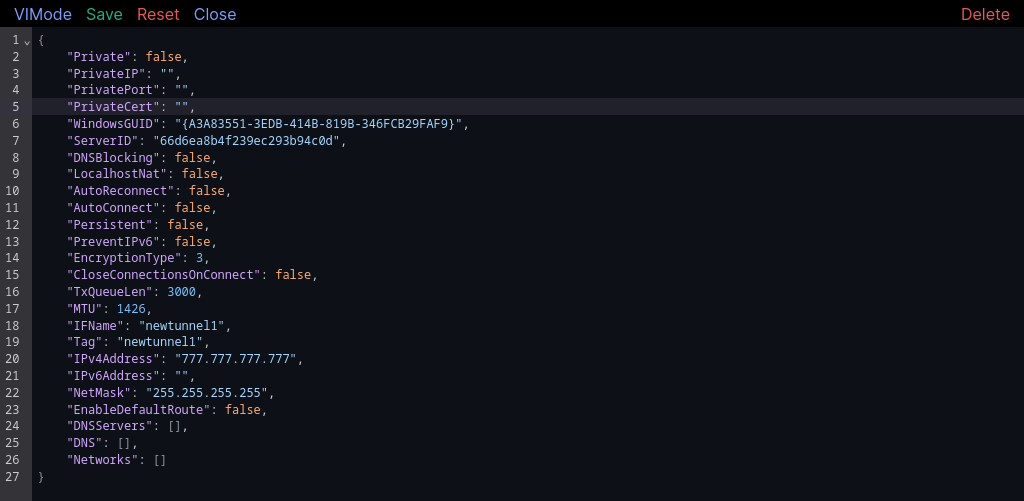 VIMode Save Reset Close Delete
1 {
2 "Private": false,
3 "PrivateIP": "",
4 "PrivatePort": "",
5 "PrivateCert": "",
6 "WindowsGUID": "{A3A83551-3EDB-414B-819B-346FCB29FAF9}",
7 "ServerID": "66d6ea8b4f239ec293b94c0d",
8 "DNSBlocking": false,
9 "LocalhostNat": false,
10 "AutoReconnect": false,
11 "AutoConnect": false,
12 "Persistent": false,
13 "PreventIPv6": false,
14 "EncryptionType": 3,
15 "CloseConnectionsOnConnect": false,
16 "TxQueueLen": 3000,
17 "MTU": 1426,
18 "IFName": "newtunnel1",
19 "Tag": "newtunnel1",
20 "IPv4Address": "777.777.777.777",
21 "IPv6Address": "",
22 "NetMask": "255.255.255.255",
23 "EnableDefaultRoute": false,
24 "DNSServers": [],
25 "DNS": [],
26 "Networks": []
27 }